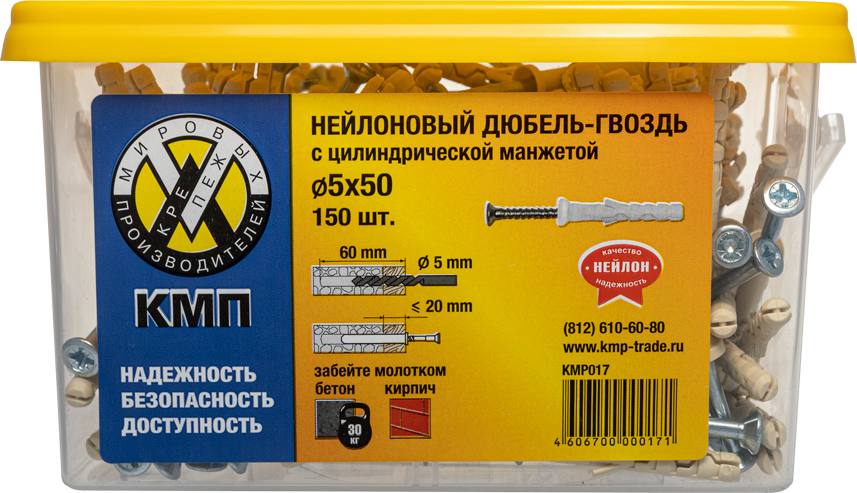 МИРОВЫХ
КРЕПЕЖ
ПРОИЗВОДИТЕЛЕЙ
КМП
НАДЕЖНОСТЬ
БЕЗОПАСНОСТЬ
ДОСТУПНОСТЬ
НЕЙЛОНОВЫЙ ДЮБЕЛЬ-ГВОЗДЬ
С ЦИЛИНДРИЧЕСКОЙ МАНЖЕТОЙ
ø5х50
150 шт.
60 mm
Ø 5 mm
≤ 20 mm
забейте молотком
бетон кирпич
30
КГ
качество
НЕЙЛОН
надежность
(812) 610-60-80
www.kmp-trade.ru
КМР017
4 606700 000171